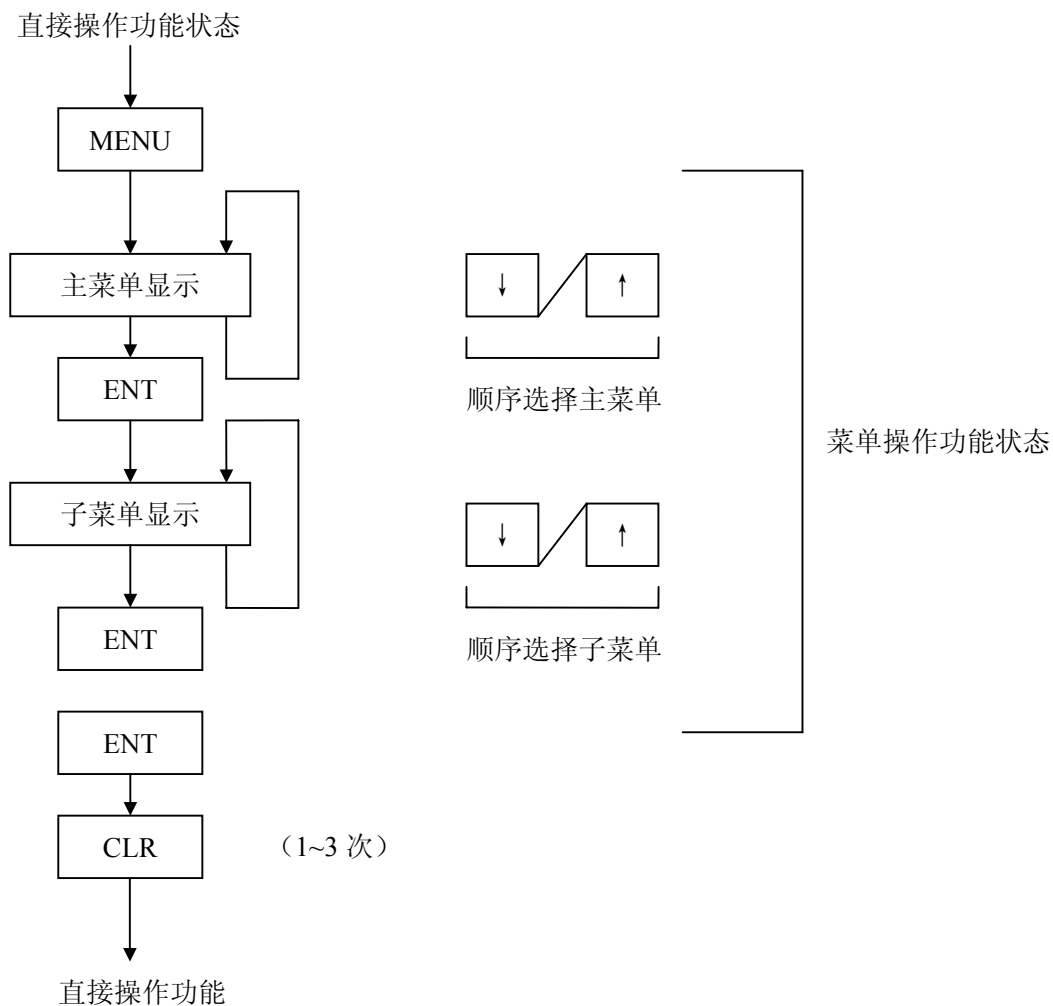 直接操作功能状态
MENU
主菜单显示
↓ ↑
ENT
顺序选择主菜单
菜单操作功能状态
子菜单显示
↓ ↑
ENT
顺序选择子菜单
ENT
CLR
（1~3 次）
直接操作功能